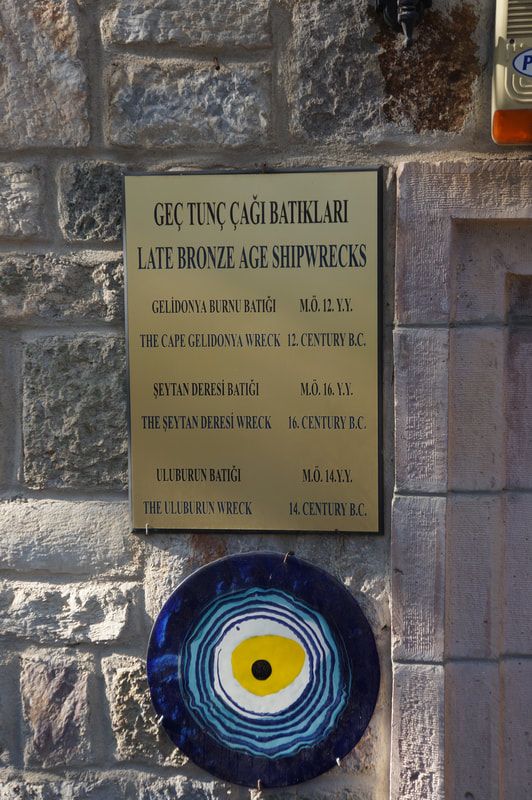 GEÇ TUNÇ ÇAĞI BATIKLARI
LATE BRONZE AGE SHIPWRECKS
GELİDONYA BURNU BATIĞI M.Ö. 12. Y.Y.
THE CAPE GELIDONYA WRECK 12. CENTURY B.C.
ŞEYTAN DERESİ BATIĞI M.Ö. 16. Y.Y.
THE ŞEYTAN DERESİ WRECK 16. CENTURY B.C.
ULUBURUN BATIĞI M.Ö. 14.Y.Y.
THE ULUBURUN WRECK 14. CENTURY B.C.